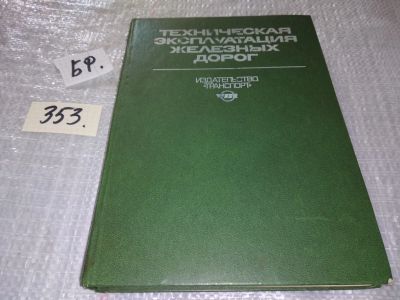 ТЕХНИЧЕСКАЯ
ЭКСПЛУАТАЦИЯ
ЖЕЛЕЗНЫХ
ДОРОГ
ИЗДАТЕЛЬСТВО
«ТРАНСПОРТ»
БФ.
353.